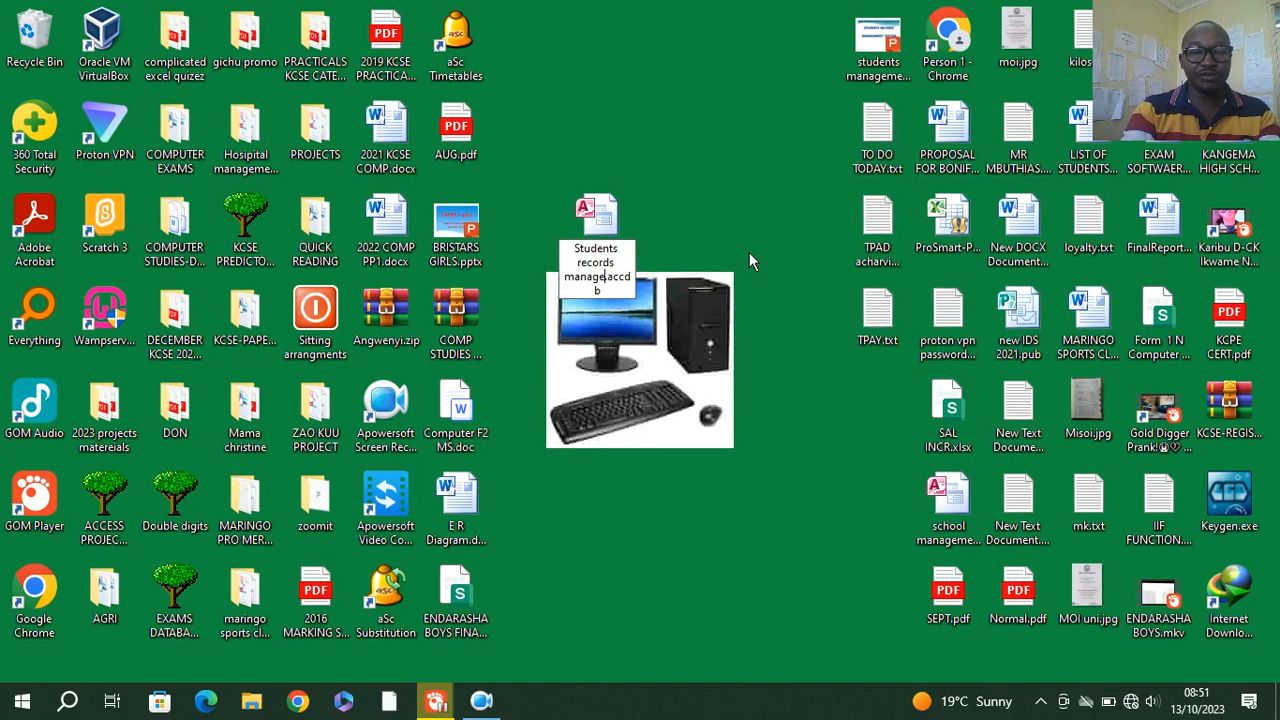 Recycle Bin
Oracle VM
VirtualBox
complicated
excel quizez
gichu promo
PRACTICALS
KCSE CATE...
PDF
2019 KCSE
PRACTICA...
aSc
Timetables
students
manageme...
Person 1 -
Chrome
moi.jpg
360 Total
Security
Proton VPN
COMPUTER
EXAMS
Hosipital
manageme...
PROJECTS
2021 KCSE
COMP.docx
PDF
AUG.pdf
TO DO
TODAY.txt
PROPOSAL
FOR BONIF...
MR
MBUTHIAS....
LIST OF
STUDENTS...
EXAM
SOFTWAER...
KANGEMA
HIGH SCH...
Adobe
Acrobat
Scratch 3
COMPUTER
STUDIES-D...
KCSE
PREDICTO...
QUICK
READING
2022 COMP
PP1.docx
BRISTARS
GIRLS.pptx
Students
records
manage.accd
b
TPAD
acharvi...
ProSmart-P...
New DOCX
Document...
loyalty.txt
FinalReport...
Karibu D-CK
Ikwame N...
Everything
Wampserv...
DECEMBER
KCSE 202...
KCSE-PAPE...
sitting
arrangme...
Angwenyi.zip
COMP
STUDIES ...
TPAY.txt
proton vpn
password...
new IDS
2021.pub
MARINGO
SPORTS CL...
Form 1 N
Computer ...
PDF
KCPE
CERT.pdf
GOM Audio
2023 projects
matereials
DON
Mama
christine
ZAO KUU
PROJECT
Apowersoft
Screen Rec...
Computer F2
MS.doc
SAL
INCR.xlsx
New Text
Docume...
Misoi.jpg
Gold Digger
Prank!
KCSE-REGIS...
GOM Player
ACCESS
PROJEC...
Double digits
MARINGO
PRO MER...
zoomit
Apowersoft
Video Co...
E.R
Diagram.d...
school
manageme...
New Text
Document....
mk.txt
IIF
FUNCTION....
Keygen.exe
Google
Chrome
AGRI
EXAMS
DATABA...
maringo
sports cl...
PDF
2016
MARKING S...
aSc
Substitution
ENDARASHA
BOYS FINA...
PDF
SEPT.pdf
PDF
Normal.pdf
MOI uni.jpg
ENDARASHA
BOYS.mkv
Internet
Downlo...
19°C Sunny
08:51
13/10/2023